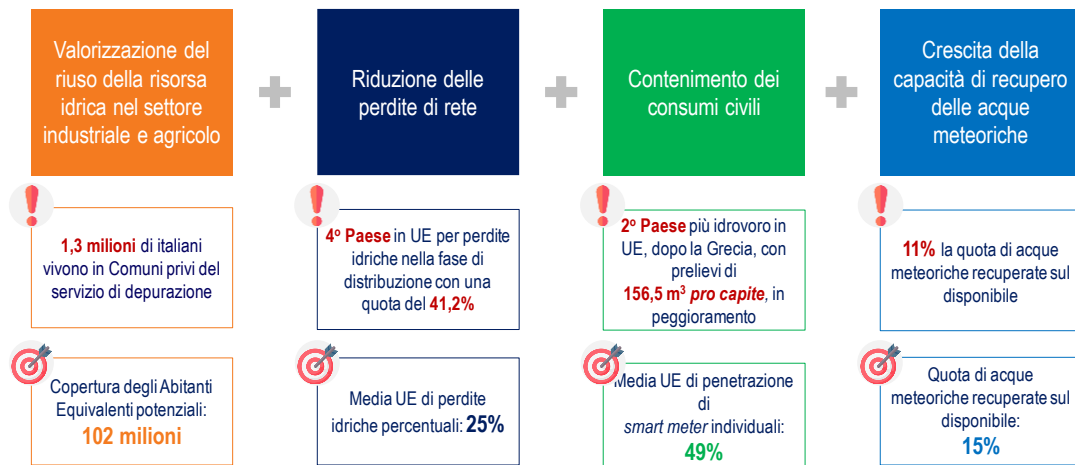 Valorizzazione del
riuso della risorsa
idrica nel settore
industriale e agricolo
Riduzione delle
perdite di rete
Contenimento dei
consumi civili
Crescita della
capacità di recupero
delle acque
meteoriche
1,3 milioni di italiani
vivono in Comuni privi del
servizio di depurazione
4º Paese in UE per perdite
idriche nella fase di
distribuzione con una
quota del 41,2%
2º Paese più idrovoro in
UE, dopo la Grecia, con
prelievi di
156,5 m³ pro capite, in
peggioramento
11% la quota di acque
meteoriche recuperate sul
disponibile
Copertura degli Abitanti
Equivalenti potenziali:
102 milioni
Media UE di perdite
idriche percentuali: 25%
Media UE di penetrazione
di
smart meter individuali:
49%
Quota di acque
meteoriche recuperate sul
disponibile:
15%